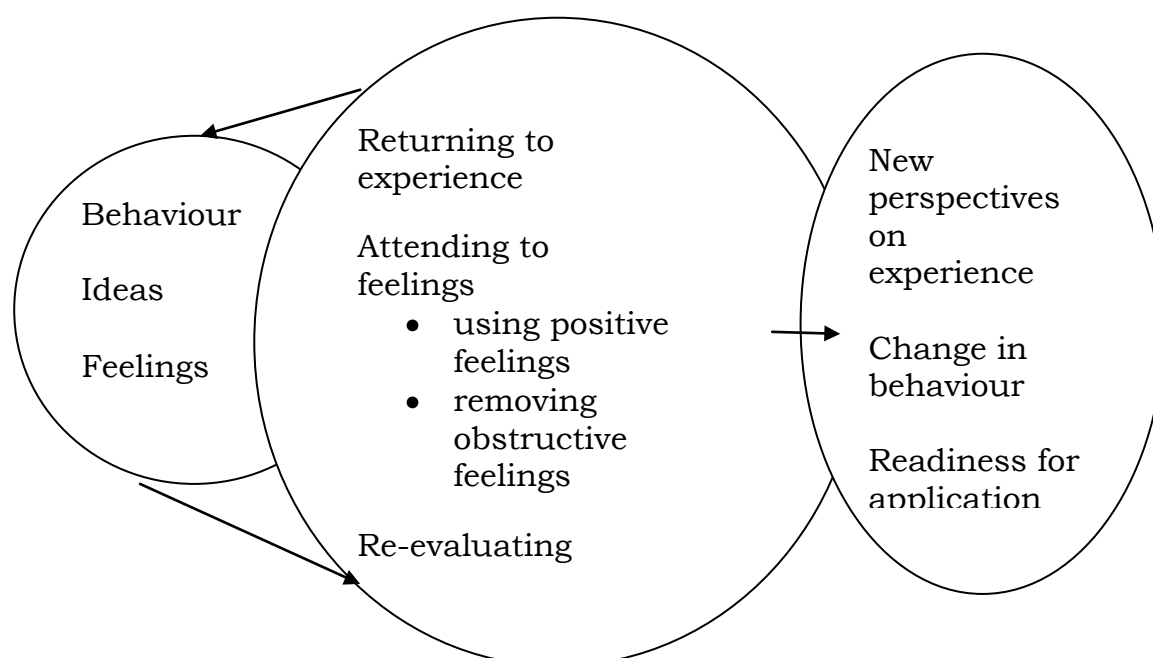 Behaviour
Ideas
Feelings
Returning to
experience
Attending to
feelings
• using positive
feelings
• removing
obstructive
feelings
Re-evaluating
New
perspectives
on
experience
Change in
behaviour
Readiness for
application